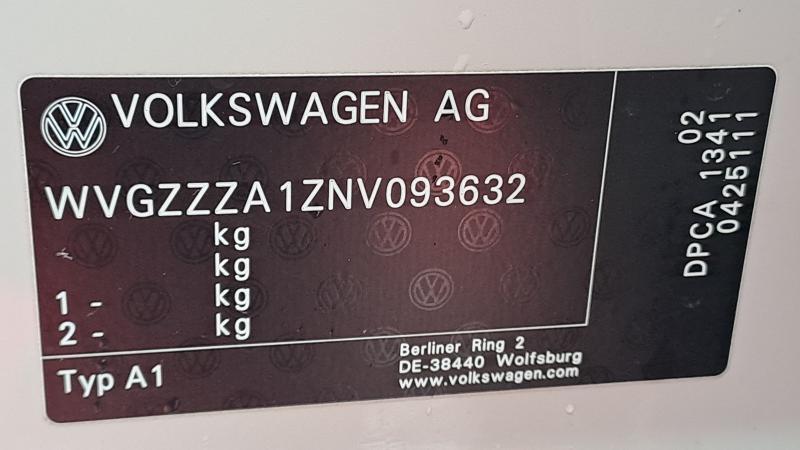 VOLKSWAGEN AG
WVGZZZA1ZNV093632
kg
kg
1 - kg
2 - kg
Typ A1
Berliner Ring 2
DE-38440 Wolfsburg
www.volkswagen.com
02
DPCA 1341
0425111